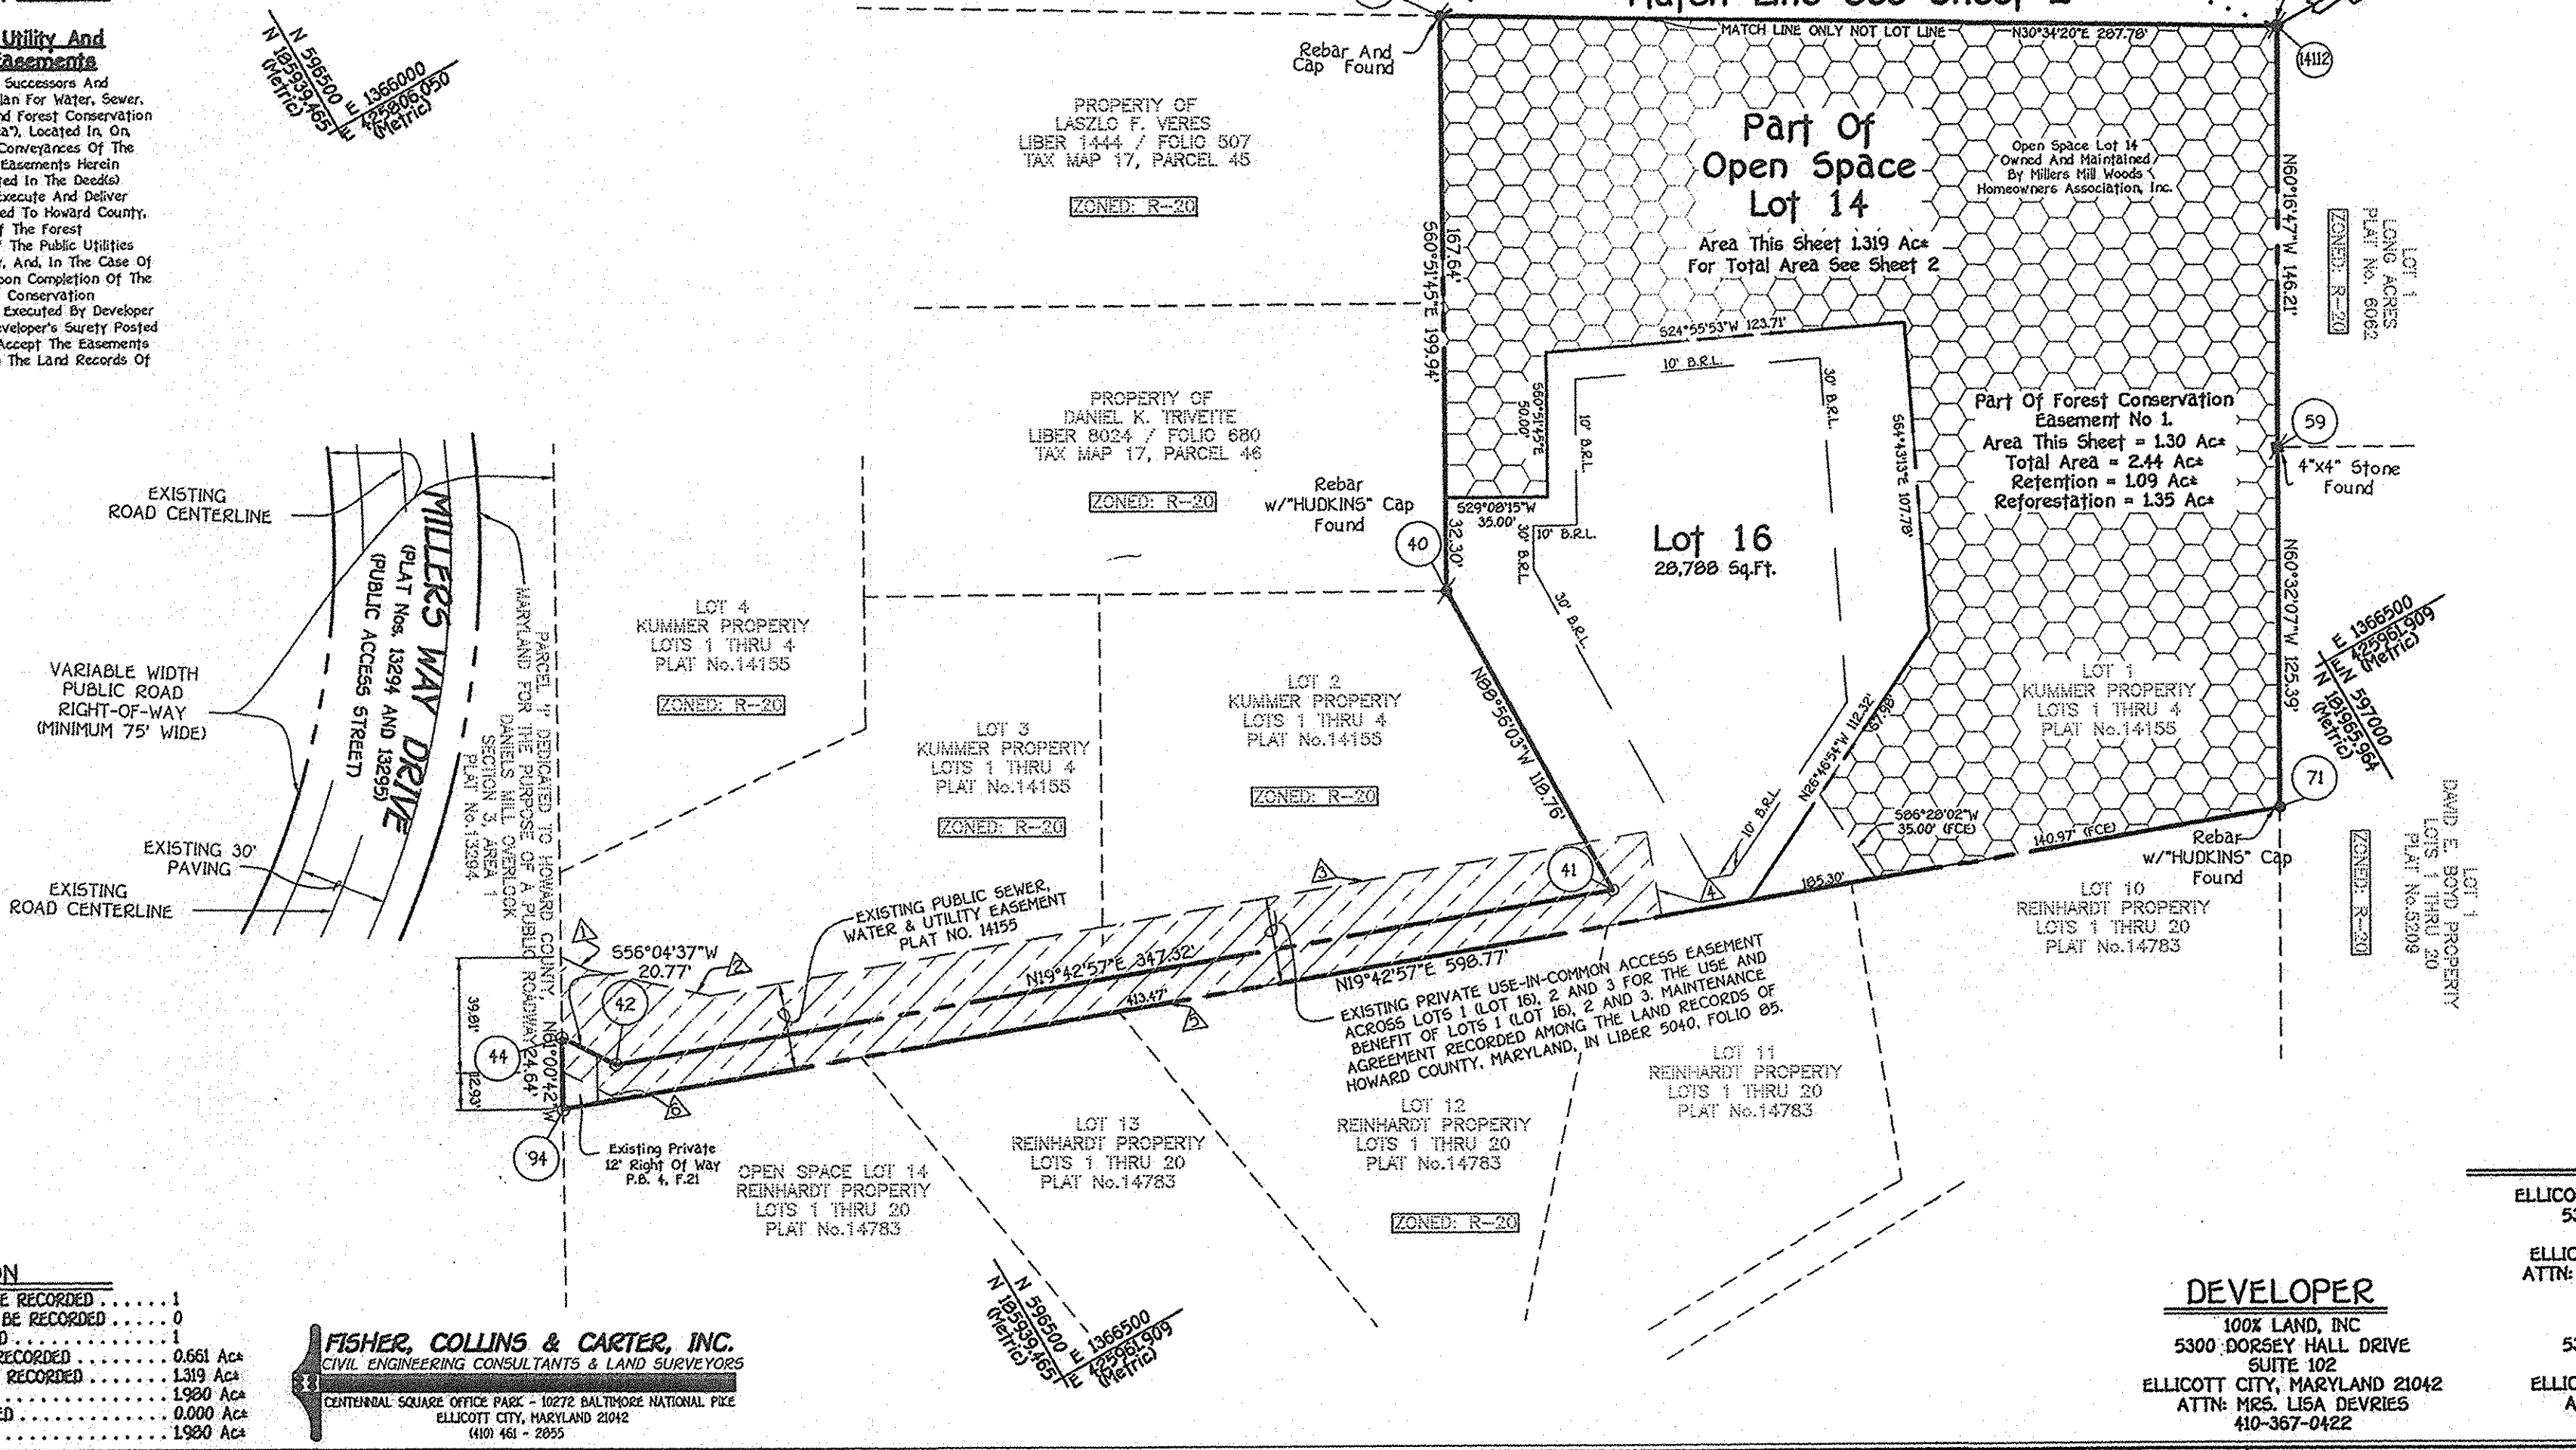 Utility And
Easements
Successors And
lan For Water, Sewer,
nd Forest Conservation
a"), Located In, On,
Conveyances Of The
Easements Herein
ted In The Deed(s)
Execute And Deliver
ed To Howard County,
f The Forest
The Public Utilities
, And, In The Case Of
pon Completion Of The
Conservation
Executed By Developer
eveloper's Surety Posted
Accept The Easements
The Land Records Of
N 596500
N 185939.465
(Metric)
E 1366000
E 425806.050
(Metric)
Match Line See Sheet 2
MATCH LINE ONLY NOT LOT LINE
N30°34'20"E 287.78'
14112
Rebar And
Cap Found
PROPERTY OF
LASZLO F. VERES
LIBER 1444 / FOLIO 507
TAX MAP 17, PARCEL 45
ZONED: R-20
Part Of
Open Space
Lot 14
Area This Sheet 1.319 Ac±
For Total Area See Sheet 2
Open Space Lot 14
Owned And Maintained
By Millers Mill Woods
Homeowners Association, Inc.
N60°16'47"W 146.21'
LOT 1
LONG ACRES
PLAT No. 6062
ZONED: R-20
167.64'
S60°51'45"E 199.94'
S24°55'53"W 123.71'
10' B.R.L.
30' B.R.L.
S60°51'45"E
50.00'
10' B.R.L.
S64°43'13"E 107.78'
PROPERTY OF
DANIEL K. TRIVETTE
LIBER 8024 / FOLIO 680
TAX MAP 17, PARCEL 46
ZONED: R-20
Rebar
w/"HUDKINS" Cap
Found
40
32.30'
S29°08'15"W
35.00'
10' B.R.L.
30' B.R.L.
30' B.R.L.
Lot 16
28,788 Sq.Ft.
Part Of Forest Conservation
Easement No 1.
Area This Sheet = 1.30 Ac±
Total Area = 2.44 Ac±
Retention = 1.09 Ac±
Reforestation = 1.35 Ac±
59
4"x4" Stone
Found
N60°32'07"W 125.39'
E 1366500
E 425961.909
(Metric)
N 597000
(Metric)
EXISTING
ROAD CENTERLINE
MILLERS WAY DRIVE
(PLAT Nos. 13294 AND 13295)
(PUBLIC ACCESS STREET)
VARIABLE WIDTH
PUBLIC ROAD
RIGHT-OF-WAY
(MINIMUM 75' WIDE)
EXISTING 30'
PAVING
EXISTING
ROAD CENTERLINE
PARCEL 'I' DEDICATED TO HOWARD COUNTY,
MARYLAND FOR THE PURPOSE OF A PUBLIC ROADWAY
DANIELS MILL OVERLOOK
SECTION 3, AREA 1
PLAT No.13294
LOT 4
KUMMER PROPERTY
LOTS 1 THRU 4
PLAT No.14155
ZONED: R-20
LOT 3
KUMMER PROPERTY
LOTS 1 THRU 4
PLAT No.14155
ZONED: R-20
LOT 2
KUMMER PROPERTY
LOTS 1 THRU 4
PLAT No.14155
ZONED: R-20
N88°56'03"W 118.76'
LOT 1
KUMMER PROPERTY
LOTS 1 THRU 4
PLAT No.14155
N26°46'54"W 112.32'
67.98'
10' B.R.L.
S86°28'02"W
35.00' (FCE)
140.97' (FCE)
71
Rebar
w/"HUDKINS" Cap
Found
LOT 1
DAVID E. BOYD PROPERTY
LOTS 1 THRU 20
PLAT No.5209
ZONED: R-20
185.30'
LOT 10
REINHARDT PROPERTY
LOTS 1 THRU 20
PLAT No.14783
41
3
4
EXISTING PUBLIC SEWER,
WATER & UTILITY EASEMENT
PLAT NO. 14155
1
S56°04'37"W
20.77'
2
42
N19°42'57"E 347.32'
N19°42'57"E 598.77'
413.47'
5
6
39.81'
12.93'
44
N61°00'42"W
24.64'
94
EXISTING PRIVATE USE-IN-COMMON ACCESS EASEMENT
ACROSS LOTS 1 (LOT 16), 2 AND 3 FOR THE USE AND
BENEFIT OF LOTS 1 (LOT 16), 2 AND 3. MAINTENANCE
AGREEMENT RECORDED AMONG THE LAND RECORDS OF
HOWARD COUNTY, MARYLAND, IN LIBER 5040, FOLIO 85.
Existing Private
12' Right Of Way
P.B. 4, F.21
OPEN SPACE LOT 14
REINHARDT PROPERTY
LOTS 1 THRU 20
PLAT No.14783
LOT 13
REINHARDT PROPERTY
LOTS 1 THRU 20
PLAT No.14783
LOT 12
REINHARDT PROPERTY
LOTS 1 THRU 20
PLAT No.14783
ZONED: R-20
LOT 11
REINHARDT PROPERTY
LOTS 1 THRU 20
PLAT No.14783
N 596500
N 185939.465
(Metric)
E 1366500
E 425961.909
(Metric)
ON
E RECORDED ...... 1
BE RECORDED ..... 0
D ............ 1
RECORDED ........ 0.661 Ac±
RECORDED ....... 1.319 Ac±
............... 1.980 Ac±
ED ............. 0.000 Ac±
............... 1.980 Ac±
FISHER, COLLINS & CARTER, INC.
CIVIL ENGINEERING CONSULTANTS & LAND SURVEYORS
CENTENNIAL SQUARE OFFICE PARK - 10272 BALTIMORE NATIONAL PIKE
ELLICOTT CITY, MARYLAND 21042
(410) 461 - 2855
DEVELOPER
100% LAND, INC
5300 DORSEY HALL DRIVE
SUITE 102
ELLICOTT CITY, MARYLAND 21042
ATTN: MRS. LISA DEVRIES
410-367-0422
ELLICO
53
ELLIC
ATTN:
53
ELLIC
A